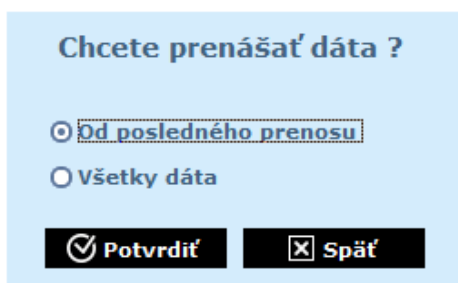 Chcete prenášať dáta ?
Od posledného prenosu
Všetky dáta
Potvrdiť
Späť